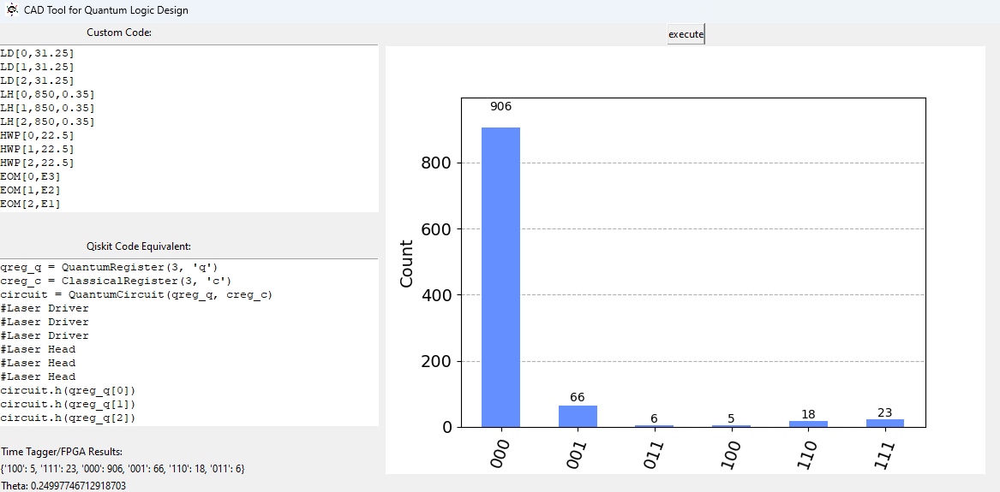 CAD Tool for Quantum Logic Design
Custom Code:
LD[0,31.25]
LD[1,31.25]
LD[2,31.25]
LH[0,850,0.35]
LH[1,850,0.35]
LH[2,850,0.35]
HWP[0,22.5]
HWP[1,22.5]
HWP[2,22.5]
EOM[0,E3]
EOM[1,E2]
EOM[2,E1]
Qiskit Code Equivalent:
qreg_q = QuantumRegister(3, 'q')
creg_c = ClassicalRegister(3, 'c')
circuit = QuantumCircuit(qreg_q, creg_c)
#Laser Driver
#Laser Driver
#Laser Driver
#Laser Head
#Laser Head
#Laser Head
circuit.h(qreg_q[0])
circuit.h(qreg_q[1])
circuit.h(qreg_q[2])
Time Tagger/FPGA Results:
{'100': 5, '111': 23, '000': 906, '001': 66, '110': 18, '011': 6}
Theta: 0.24997746712918703
execute
906
66
6
5
18
23
800
600
400
200
0
Count
000
001
011
100
110
111